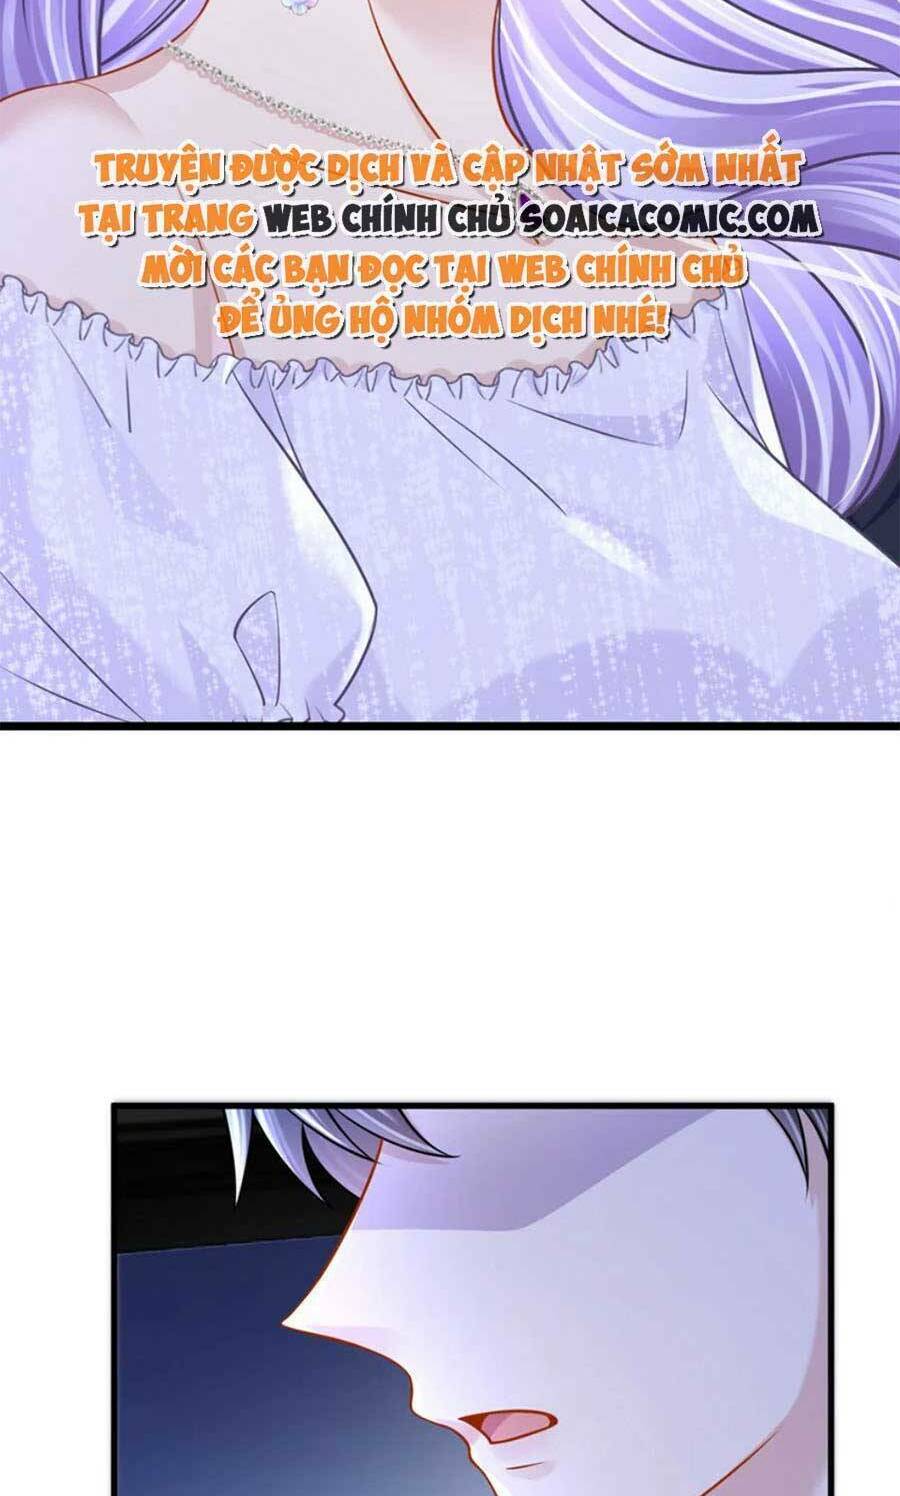 TRUYỆN ĐƯỢC DỊCH VÀ CẬP NHẬT SỚM NHẤT
TẠI TRANG WEB CHÍNH CHỦ SOAICACOMIC.COM
MỜI CÁC BẠN ĐỌC TẠI WEB CHÍNH CHỦ
ĐỂ ỦNG HỘ NHÓM DỊCH NHÉ!